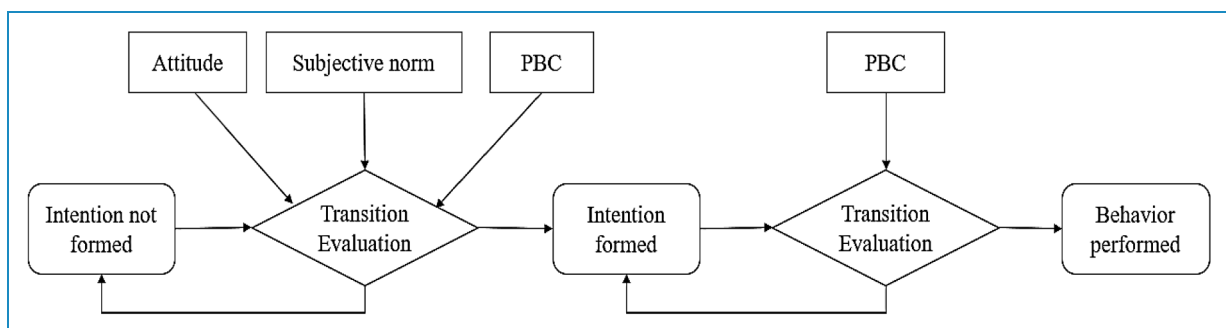 Attitude
Subjective norm
PBC
PBC
Intention not
formed
Transition
Evaluation
Intention
formed
Transition
Evaluation
Behavior
performed